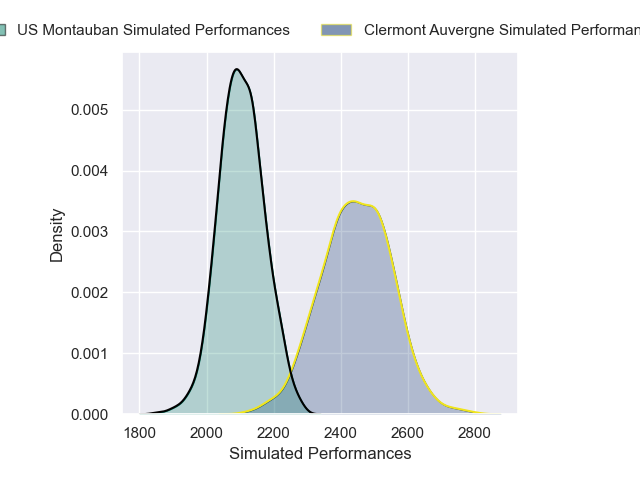 US Montauban Simulated Performances Clermont Auvergne Simulated
0.005
0.004
0.003
0.002
0.001
0.000
Density
1800 2000 2200 2400 2600 2800
Simulated Performances